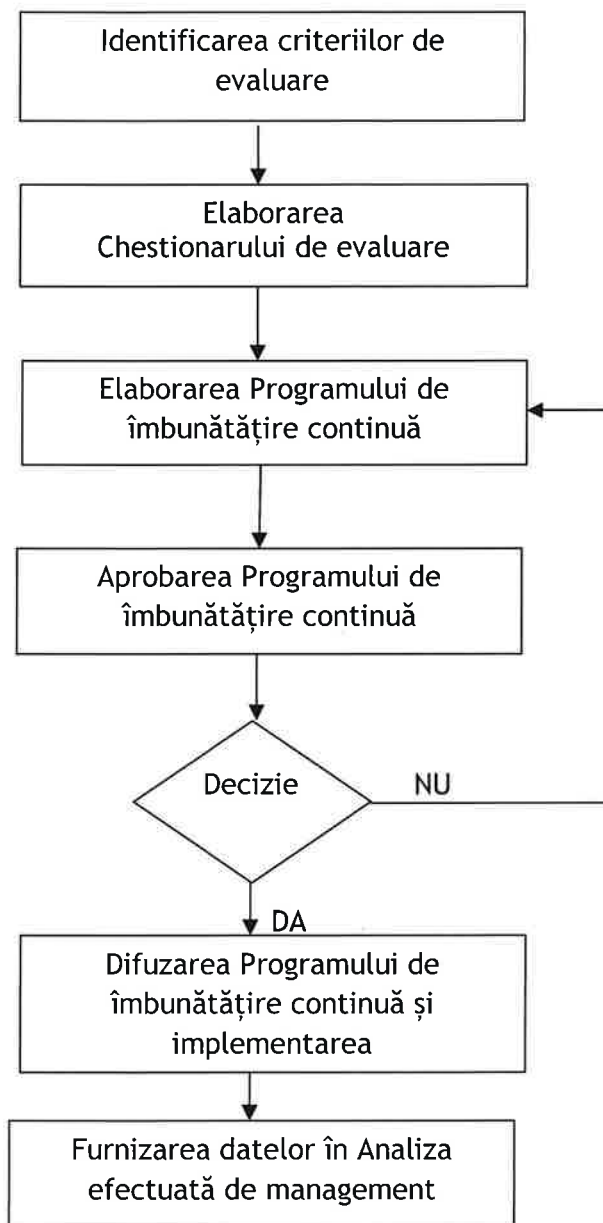 Identificarea criteriilor de
evaluare
Elaborarea
Chestionarului de evaluare
Elaborarea Programului de
îmbunătățire continuă
Aprobarea Programului de
îmbunătățire continuă
Decizie
NU
DA
Difuzarea Programului de
îmbunătățire continuă și
implementarea
Furnizarea datelor în Analiza
efectuată de management